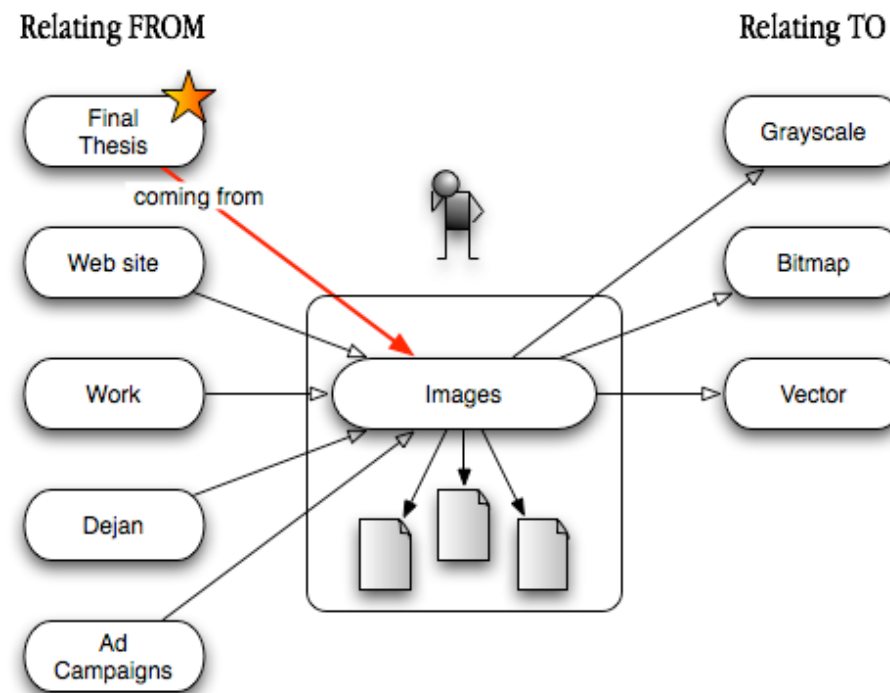 Relating FROM
Relating TO
Final
Thesis
coming from
Web site
Work
Dejan
Ad
Campaigns
Images
Grayscale
Bitmap
Vector